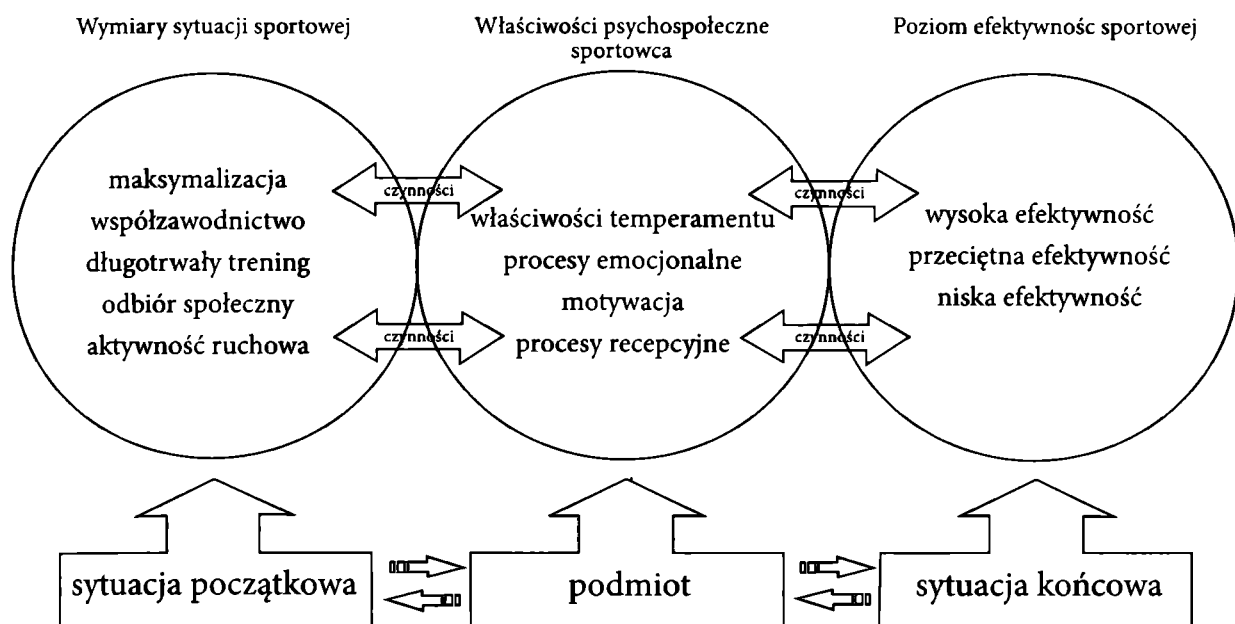 Wymiary sytuacji sportowej
Właściwości psychospołeczne
sportowca
Poziom efektywnośc sportowej
maksymalizacja
współzawodnictwo
długotrwały trening
odbiór społeczny
aktywność ruchowa
czynności
czynności
właściwości temperamentu
procesy emocjonalne
motywacja
procesy recepcyjne
czynności
czynności
wysoka efektywność
przeciętna efektywność
niska efektywność
sytuacja początkowa
podmiot
sytuacja końcowa